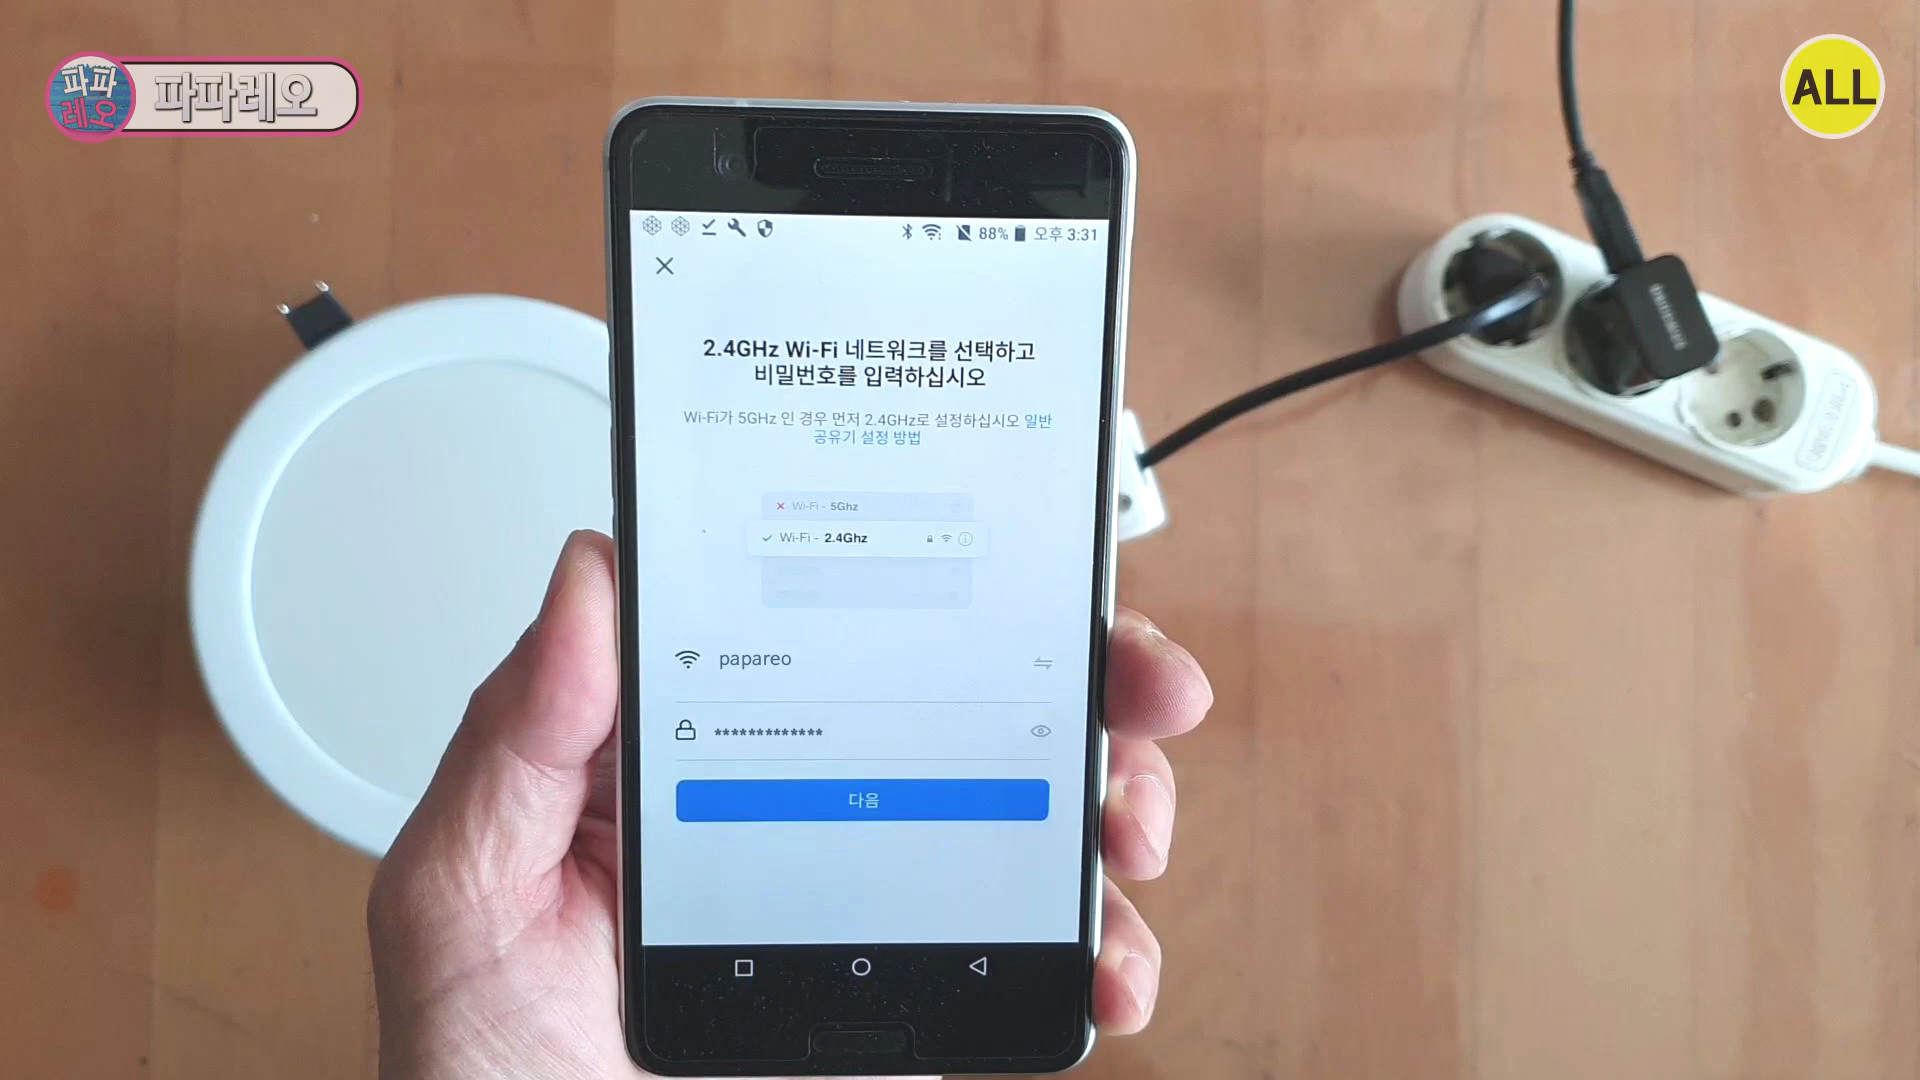 파파
레오
파파레오
ALL
88% 오후 3:31
2.4GHz Wi-Fi 네트워크를 선택하고
비밀번호를 입력하십시오
Wi-Fi가 5GHz 인 경우 먼저 2.4GHz로 설정하십시오 일반
공유기 설정 방법
Wi-Fi - 5Ghz
Wi-Fi - 2.4Ghz
papareo
*************
다음
SAMSUNG